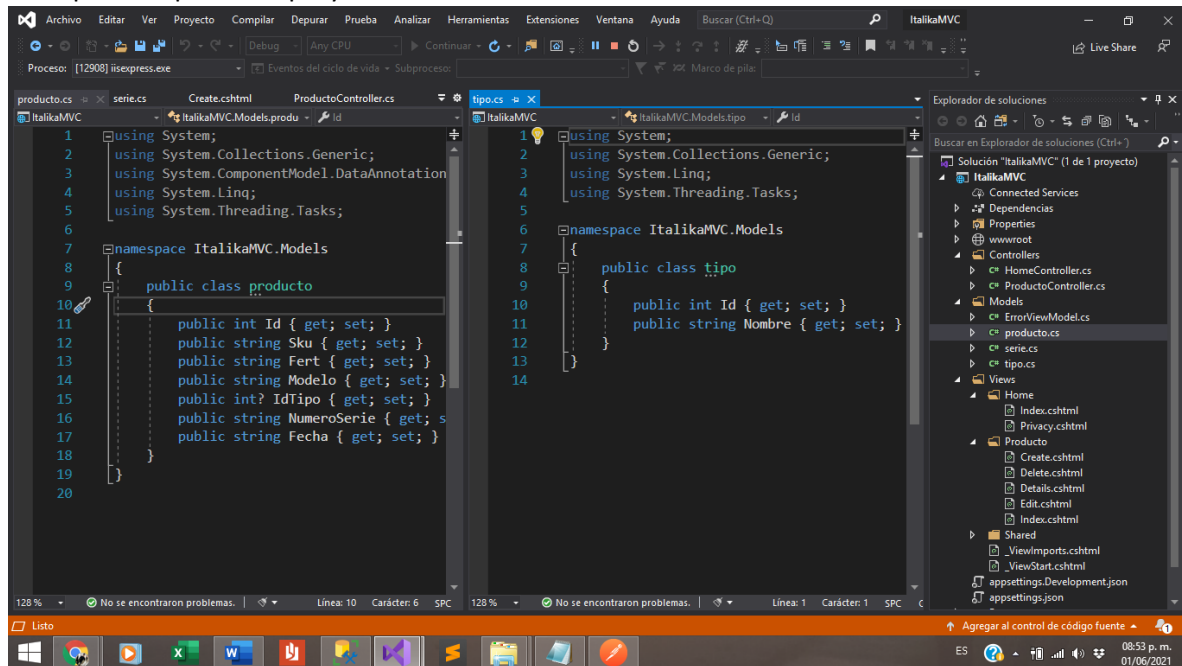 Archivo Editar Ver Proyecto Compilar Depurar Prueba Analizar Herramientas Extensiones Ventana Ayuda Buscar (Ctrl+Q) ItalikaMVC
Debug Any CPU Continuar Live Share
Proceso: [12908] iisexpress.exe Eventos del ciclo de vida Subproceso: Marco de pila:
producto.cs serie.cs Create.cshtml ProductoController.cs
ItalikaMVC ItalikaMVC.Models.produ Id
1 using System;
2 using System.Collections.Generic;
3 using System.ComponentModel.DataAnnotation
4 using System.Linq;
5 using System.Threading.Tasks;
6
7 namespace ItalikaMVC.Models
8 {
9 public class producto
10 {
11 public int Id { get; set; }
12 public string Sku { get; set; }
13 public string Fert { get; set; }
14 public string Modelo { get; set; }
15 public int? IdTipo { get; set; }
16 public string NumeroSerie { get; s
17 public string Fecha { get; set; }
18 }
19 }
20
128 % No se encontraron problemas. Línea: 10 Carácter: 6 SPC
tipo.cs
ItalikaMVC ItalikaMVC.Models.tipo Id
1 using System;
2 using System.Collections.Generic;
3 using System.Linq;
4 using System.Threading.Tasks;
5
6 namespace ItalikaMVC.Models
7 {
8 public class tipo
9 {
10 public int Id { get; set; }
11 public string Nombre { get; set; }
12 }
13 }
14
128 % No se encontraron problemas. Línea: 1 Carácter: 1 SPC
Explorador de soluciones
Buscar en Explorador de soluciones (Ctrl+´)
Solución "ItalikaMVC" (1 de 1 proyecto)
ItalikaMVC
Connected Services
Dependencias
Properties
wwwroot
Controllers
C# HomeController.cs
C# ProductoController.cs
Models
C# ErrorViewModel.cs
C# producto.cs
C# serie.cs
C# tipo.cs
Views
Home
Index.cshtml
Privacy.cshtml
Producto
Create.cshtml
Delete.cshtml
Details.cshtml
Edit.cshtml
Index.cshtml
Shared
_ViewImports.cshtml
_ViewStart.cshtml
appsettings.Development.json
appsettings.json
Listo Agregar al control de código fuente 1
ES 08:53 p. m.
01/06/2021